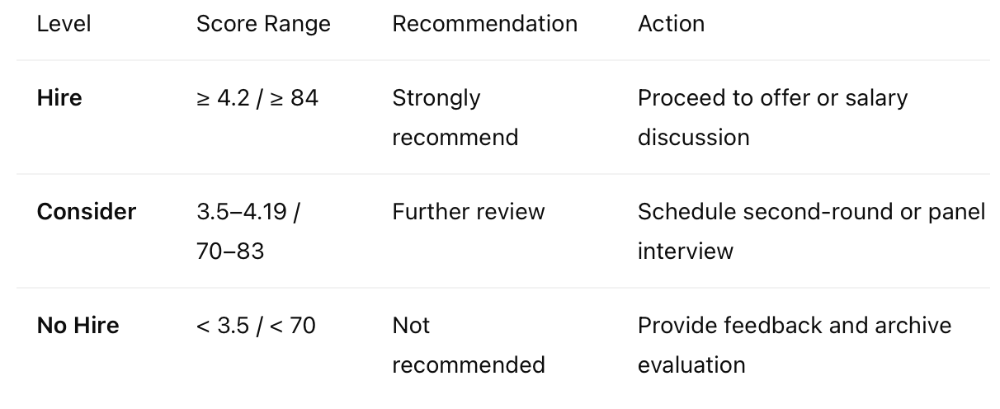 Level Score Range Recommendation Action
Hire ≥ 4.2 / ≥ 84 Strongly Proceed to offer or salary
recommend discussion
Consider 3.5–4.19 / Further review Schedule second-round or panel
70–83 interview
No Hire < 3.5 / < 70 Not Provide feedback and archive
recommended evaluation